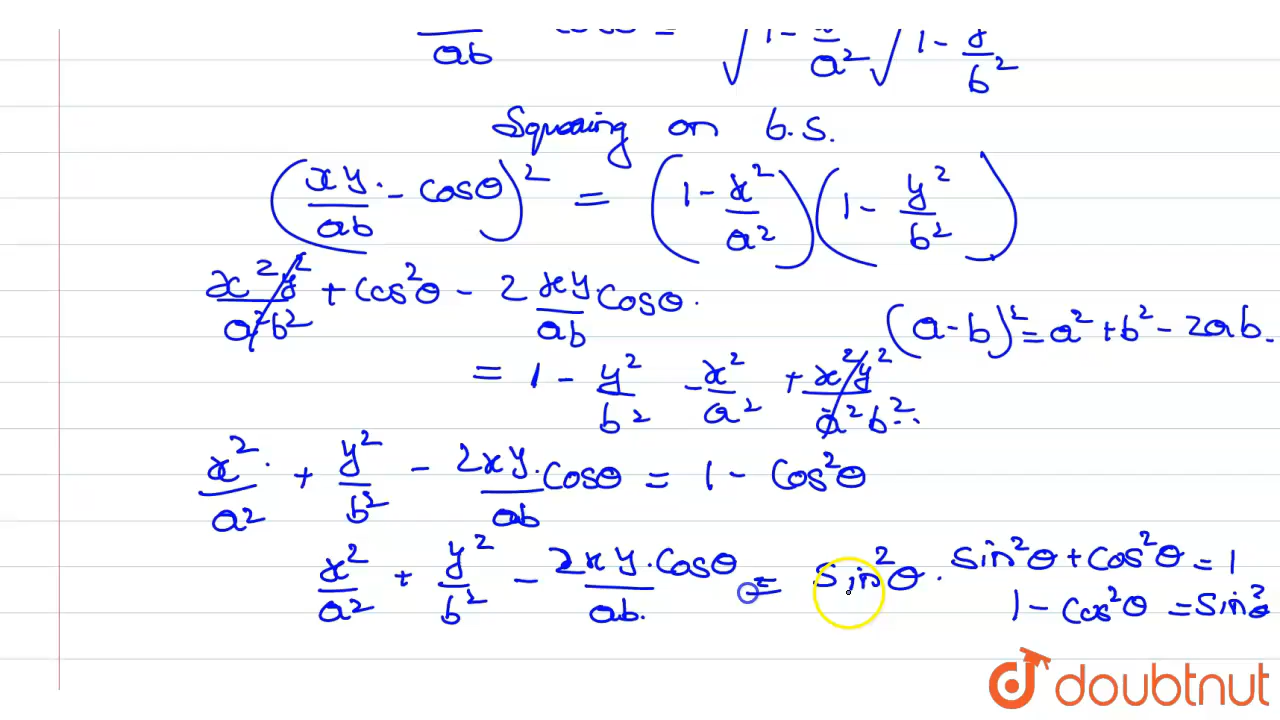 ab √1-/a² √1-y/b²
Squaring on b.s.
(xy/ab - cosθ)² = (1 - x²/a²)(1 - y²/b²)
x²y²/a²b² + cos²θ - 2 xy/ab cosθ.
(a-b)² = a² + b² - 2ab.
= 1 - y²/b² - x²/a² + x²y²/a²b²
x²/a² + y²/b² - 2xy/ab cosθ = 1 - cos²θ
x²/a² + y²/b² - 2xy.cosθ/ab. = sin²θ. sin²θ + cos²θ = 1
1 - cos²θ = sin²θ
doubtnut